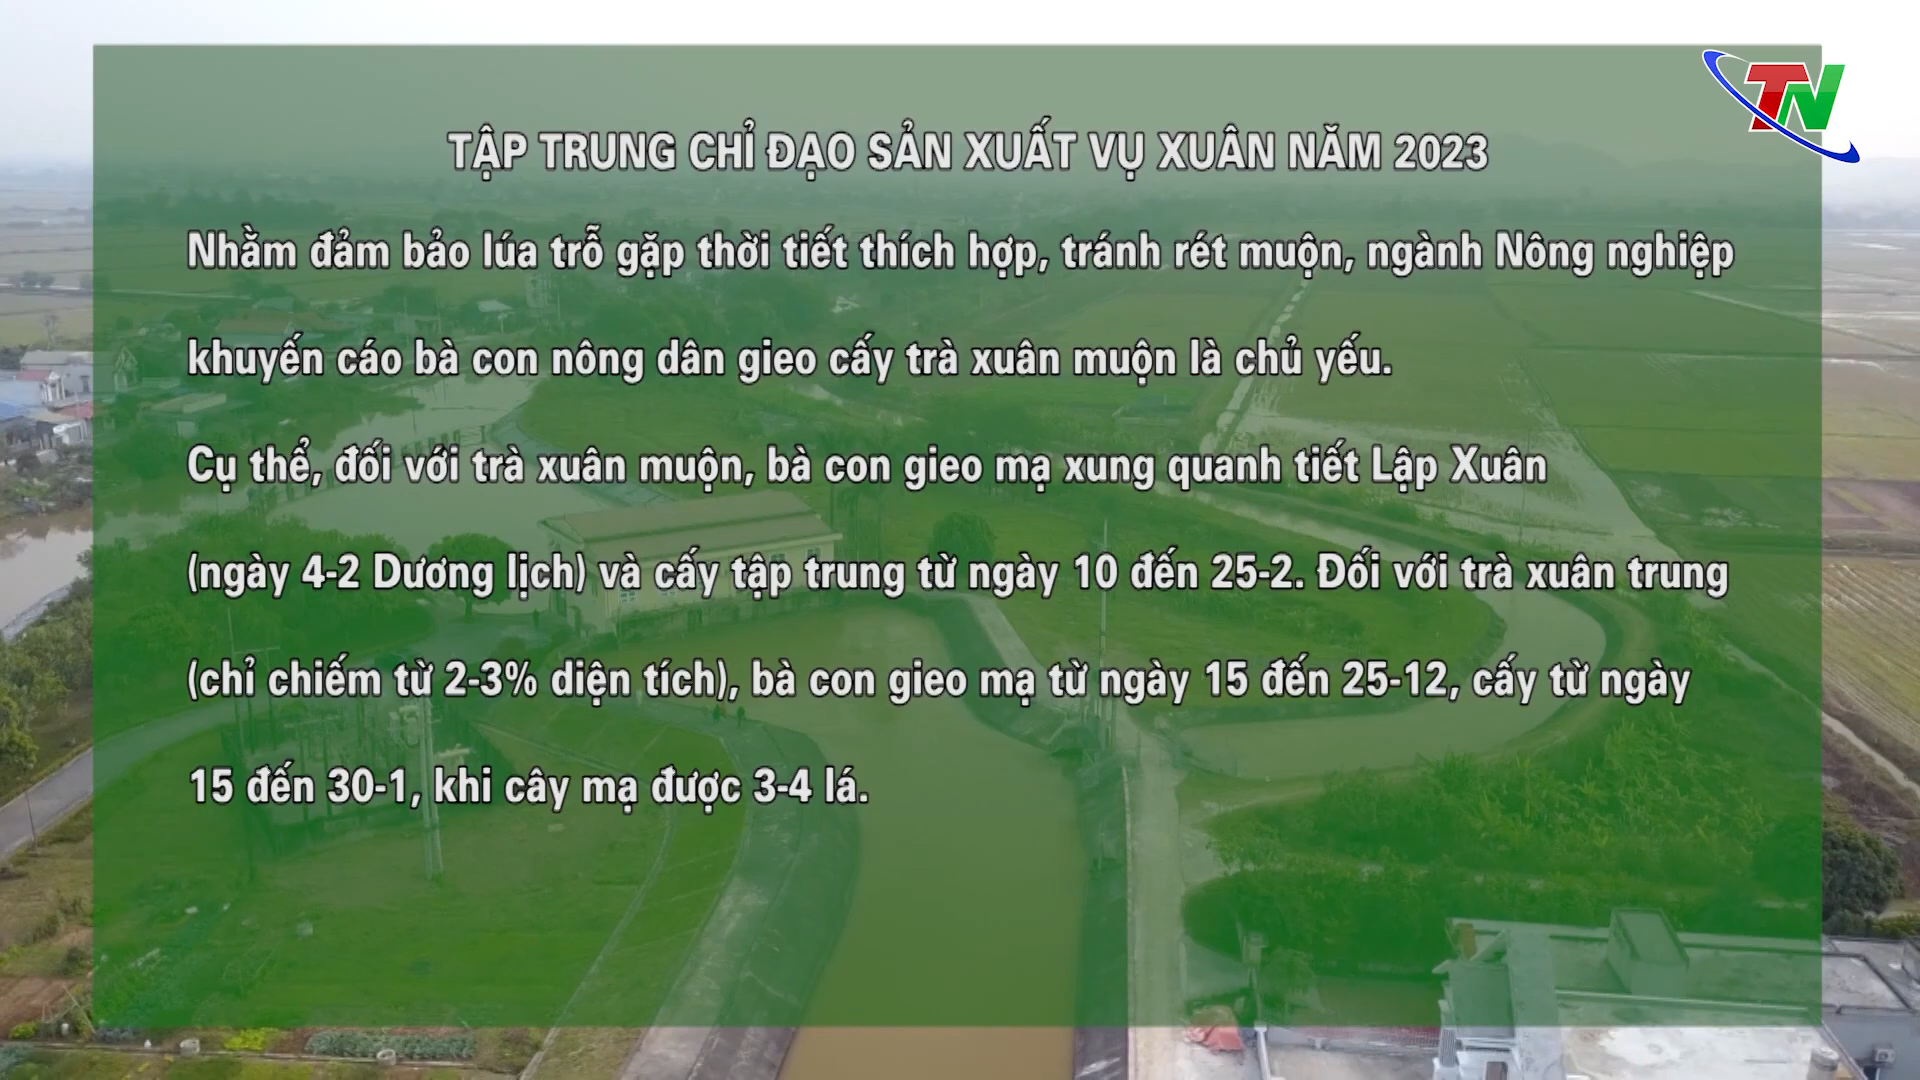 TN
TẬP TRUNG CHỈ ĐẠO SẢN XUẤT VỤ XUÂN NĂM 2023
Nhằm đảm bảo lúa trỗ gặp thời tiết thích hợp, tránh rét muộn, ngành Nông nghiệp
khuyến cáo bà con nông dân gieo cấy trà xuân muộn là chủ yếu.
Cụ thể, đối với trà xuân muộn, bà con gieo mạ xung quanh tiết Lập Xuân
(ngày 4-2 Dương lịch) và cấy tập trung từ ngày 10 đến 25-2. Đối với trà xuân trung
(chỉ chiếm từ 2-3% diện tích), bà con gieo mạ từ ngày 15 đến 25-12, cấy từ ngày
15 đến 30-1, khi cây mạ được 3-4 lá.